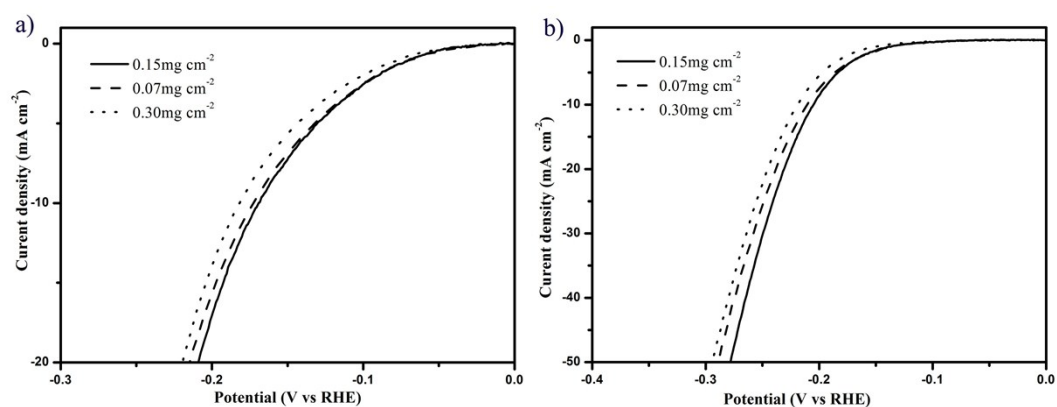 a)
0.15mg cm⁻²
0.07mg cm⁻²
0.30mg cm⁻²
Curent density (mA cm⁻²)
0
-10
-20
-0.3 -0.2 -0.1 0.0
Potential (V vs RHE)
b)
0.15mg cm⁻²
0.07mg cm⁻²
0.30mg cm⁻²
Curent density (mA cm⁻²)
0
-10
-20
-30
-40
-50
-0.4 -0.3 -0.2 -0.1 0.0
Potential (V vs RHE)